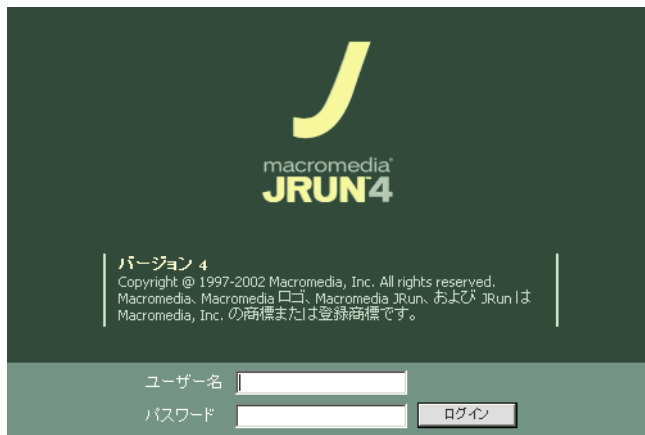 J
macromedia®
JRUN™4
バージョン 4
Copyright @ 1997-2002 Macromedia, Inc. All rights reserved.
Macromedia、Macromedia ロゴ、Macromedia JRun、および JRun は
Macromedia, Inc. の商標または登録商標です。
ユーザー名
パスワード ログイン